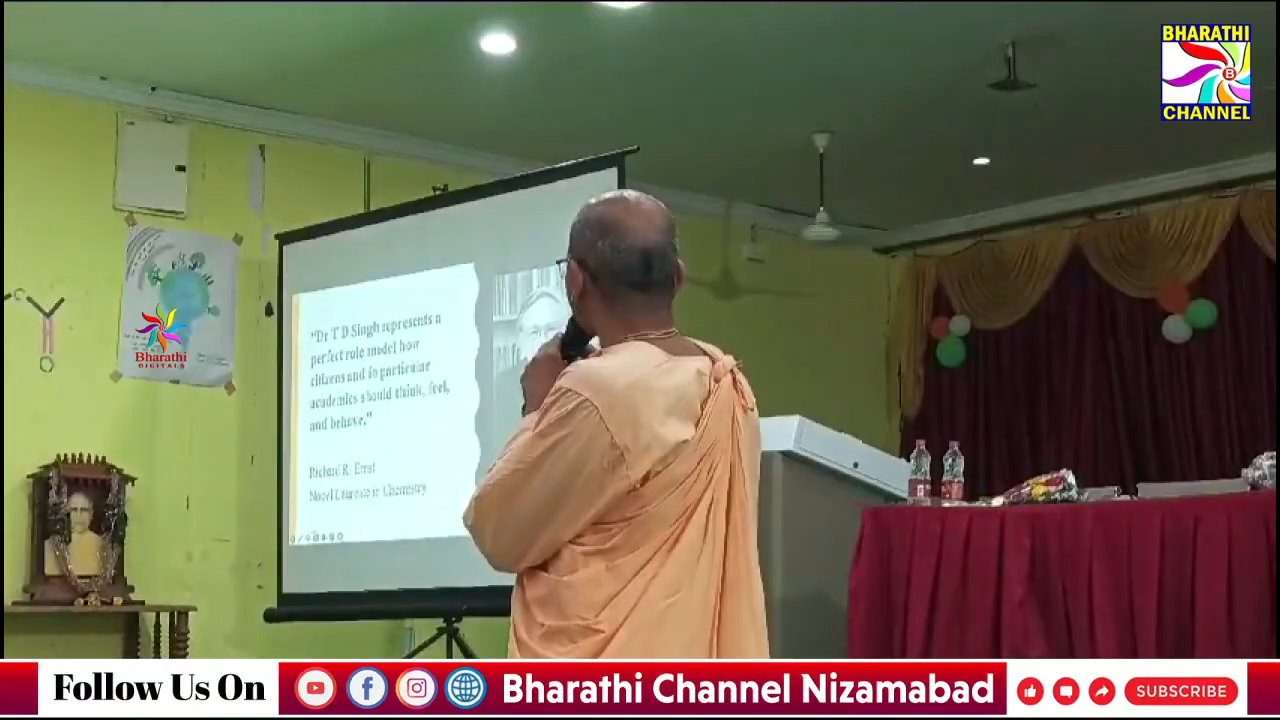 BHARATHI
B
CHANNEL
Bharathi
DIGITALS
"Dr T D Singh represents a
perfect role model how
citizens and in particular
academics should think, feel,
and behave."
Richard R. Ernst
Nobel Laureate in Chemistry
Follow Us On
Bharathi Channel Nizamabad
SUBSCRIBE